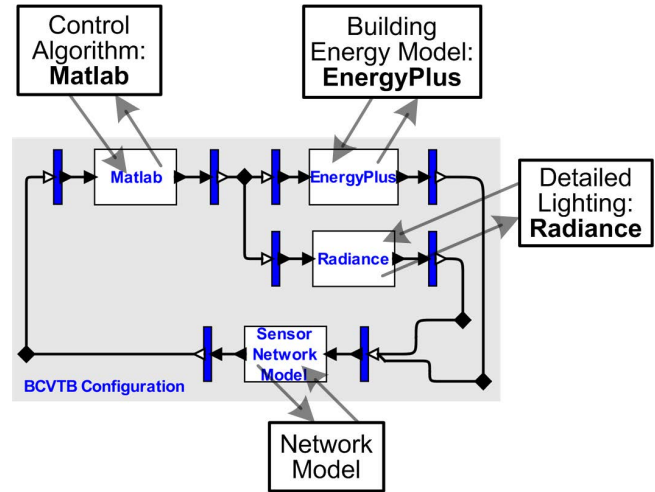 Control
Algorithm:
Matlab
Building
Energy Model:
EnergyPlus
Matlab
EnergyPlus
Detailed
Lighting:
Radiance
Radiance
Sensor
Network
Model
BCVTB Configuration
Network
Model